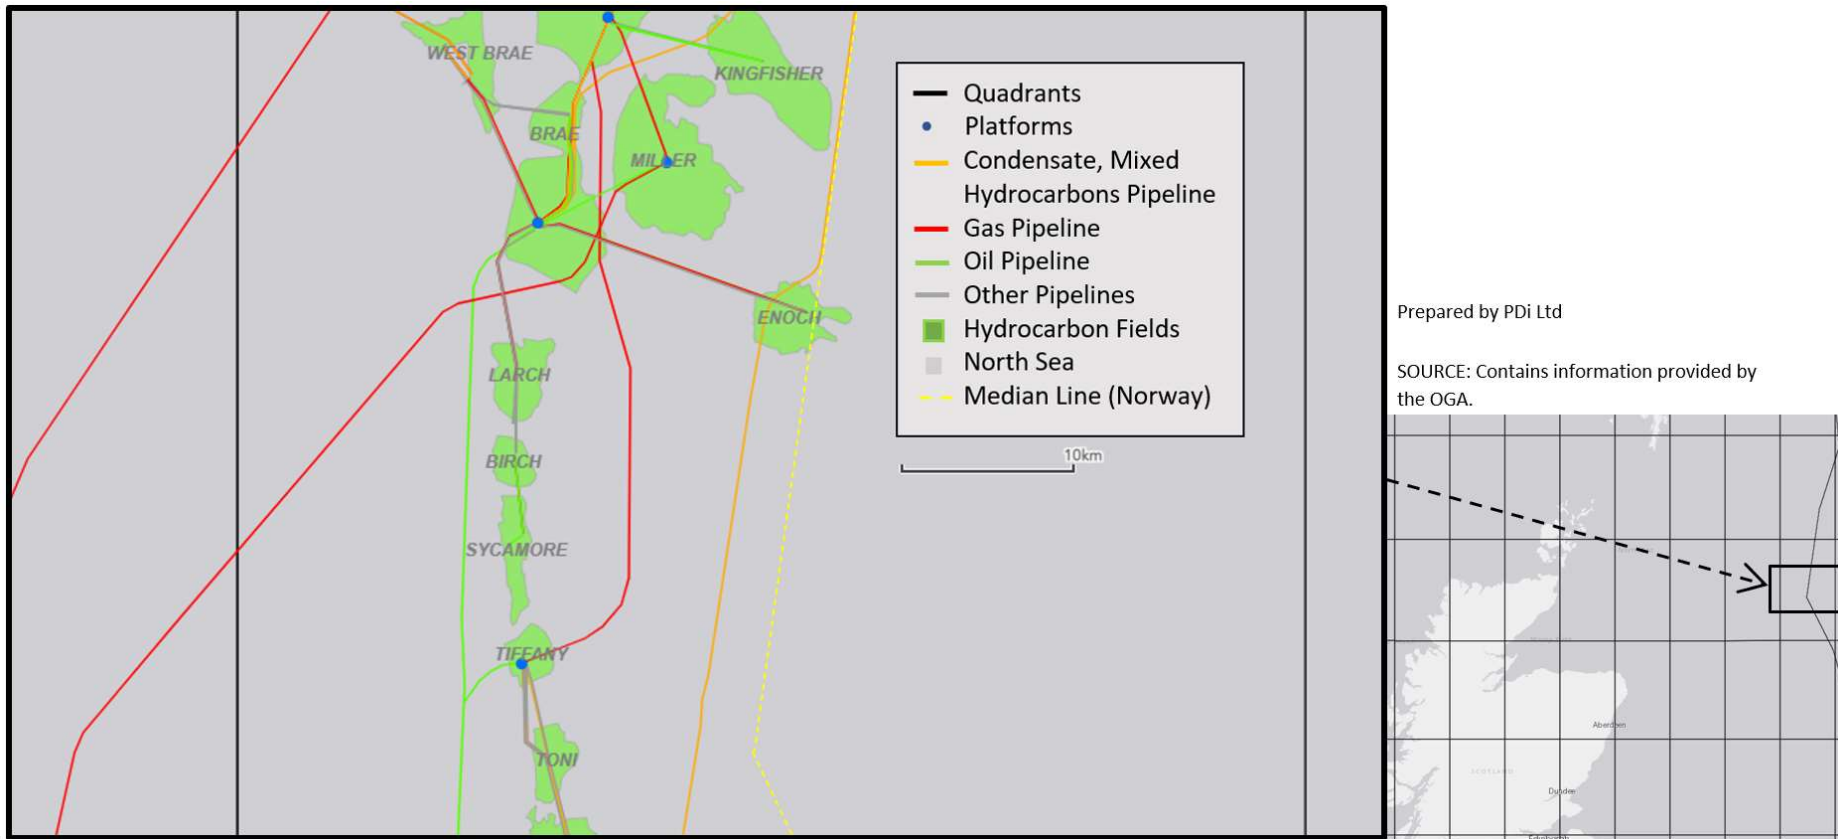 WEST BRAE
KINGFISHER
BRAE
MILLER
ENOCH
LARCH
BIRCH
SYCAMORE
TIFFANY
TONI
Quadrants
Platforms
Condensate, Mixed
Hydrocarbons Pipeline
Gas Pipeline
Oil Pipeline
Other Pipelines
Hydrocarbon Fields
North Sea
Median Line (Norway)
10km
Prepared by PDi Ltd
SOURCE: Contains information provided by
the OGA.
Aberdeen
SCOTLAND
Dundee
Edinburgh